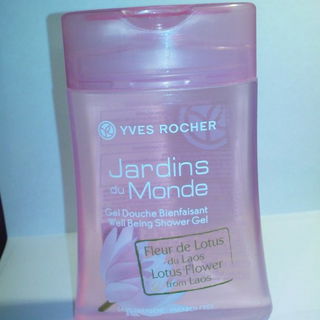 YVES ROCHER
Jardins
du Monde
Gel Douche Bienfaisant
Well Being Shower Gel
Fleur de Lotus
du Laos
Lotus Flower
from Laos